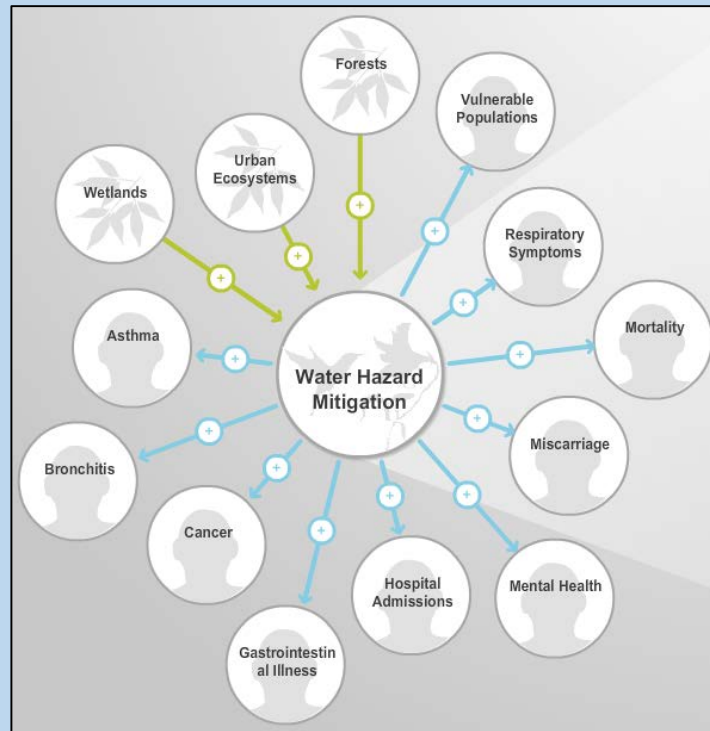 Forests
Vulnerable
Populations
Urban
Ecosystems
Wetlands
Respiratory
Symptoms
Mortality
Asthma
Water Hazard
Mitigation
Miscarriage
Bronchitis
Cancer
Hospital
Admissions
Mental Health
Gastrointestin
al Illness
+
+
+
+
+
+
+
+
+
+
+
+
+